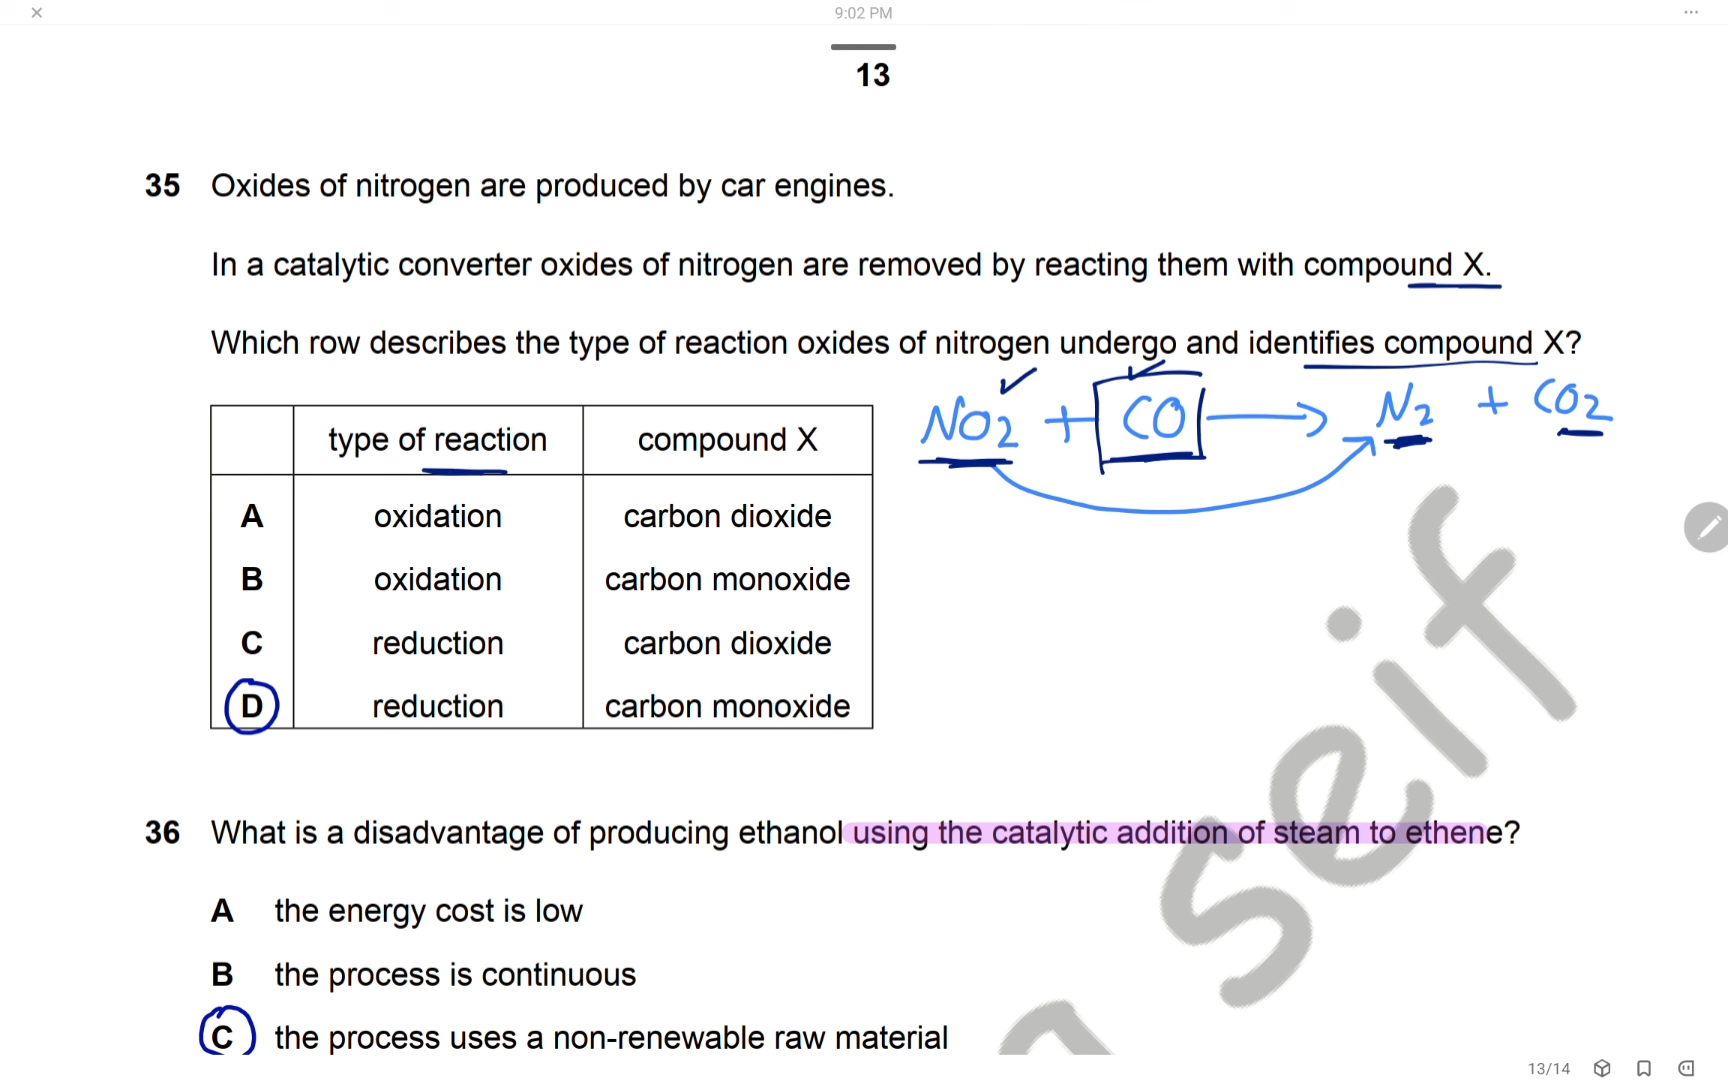 9:02 PM
13
35 Oxides of nitrogen are produced by car engines.
In a catalytic converter oxides of nitrogen are removed by reacting them with compound X.
Which row describes the type of reaction oxides of nitrogen undergo and identifies compound X?
NO2 + CO → N2 + CO2
type of reaction compound X
A oxidation carbon dioxide
B oxidation carbon monoxide
C reduction carbon dioxide
D reduction carbon monoxide
36 What is a disadvantage of producing ethanol using the catalytic addition of steam to ethene?
A the energy cost is low
B the process is continuous
C the process uses a non-renewable raw material
seif
13/14